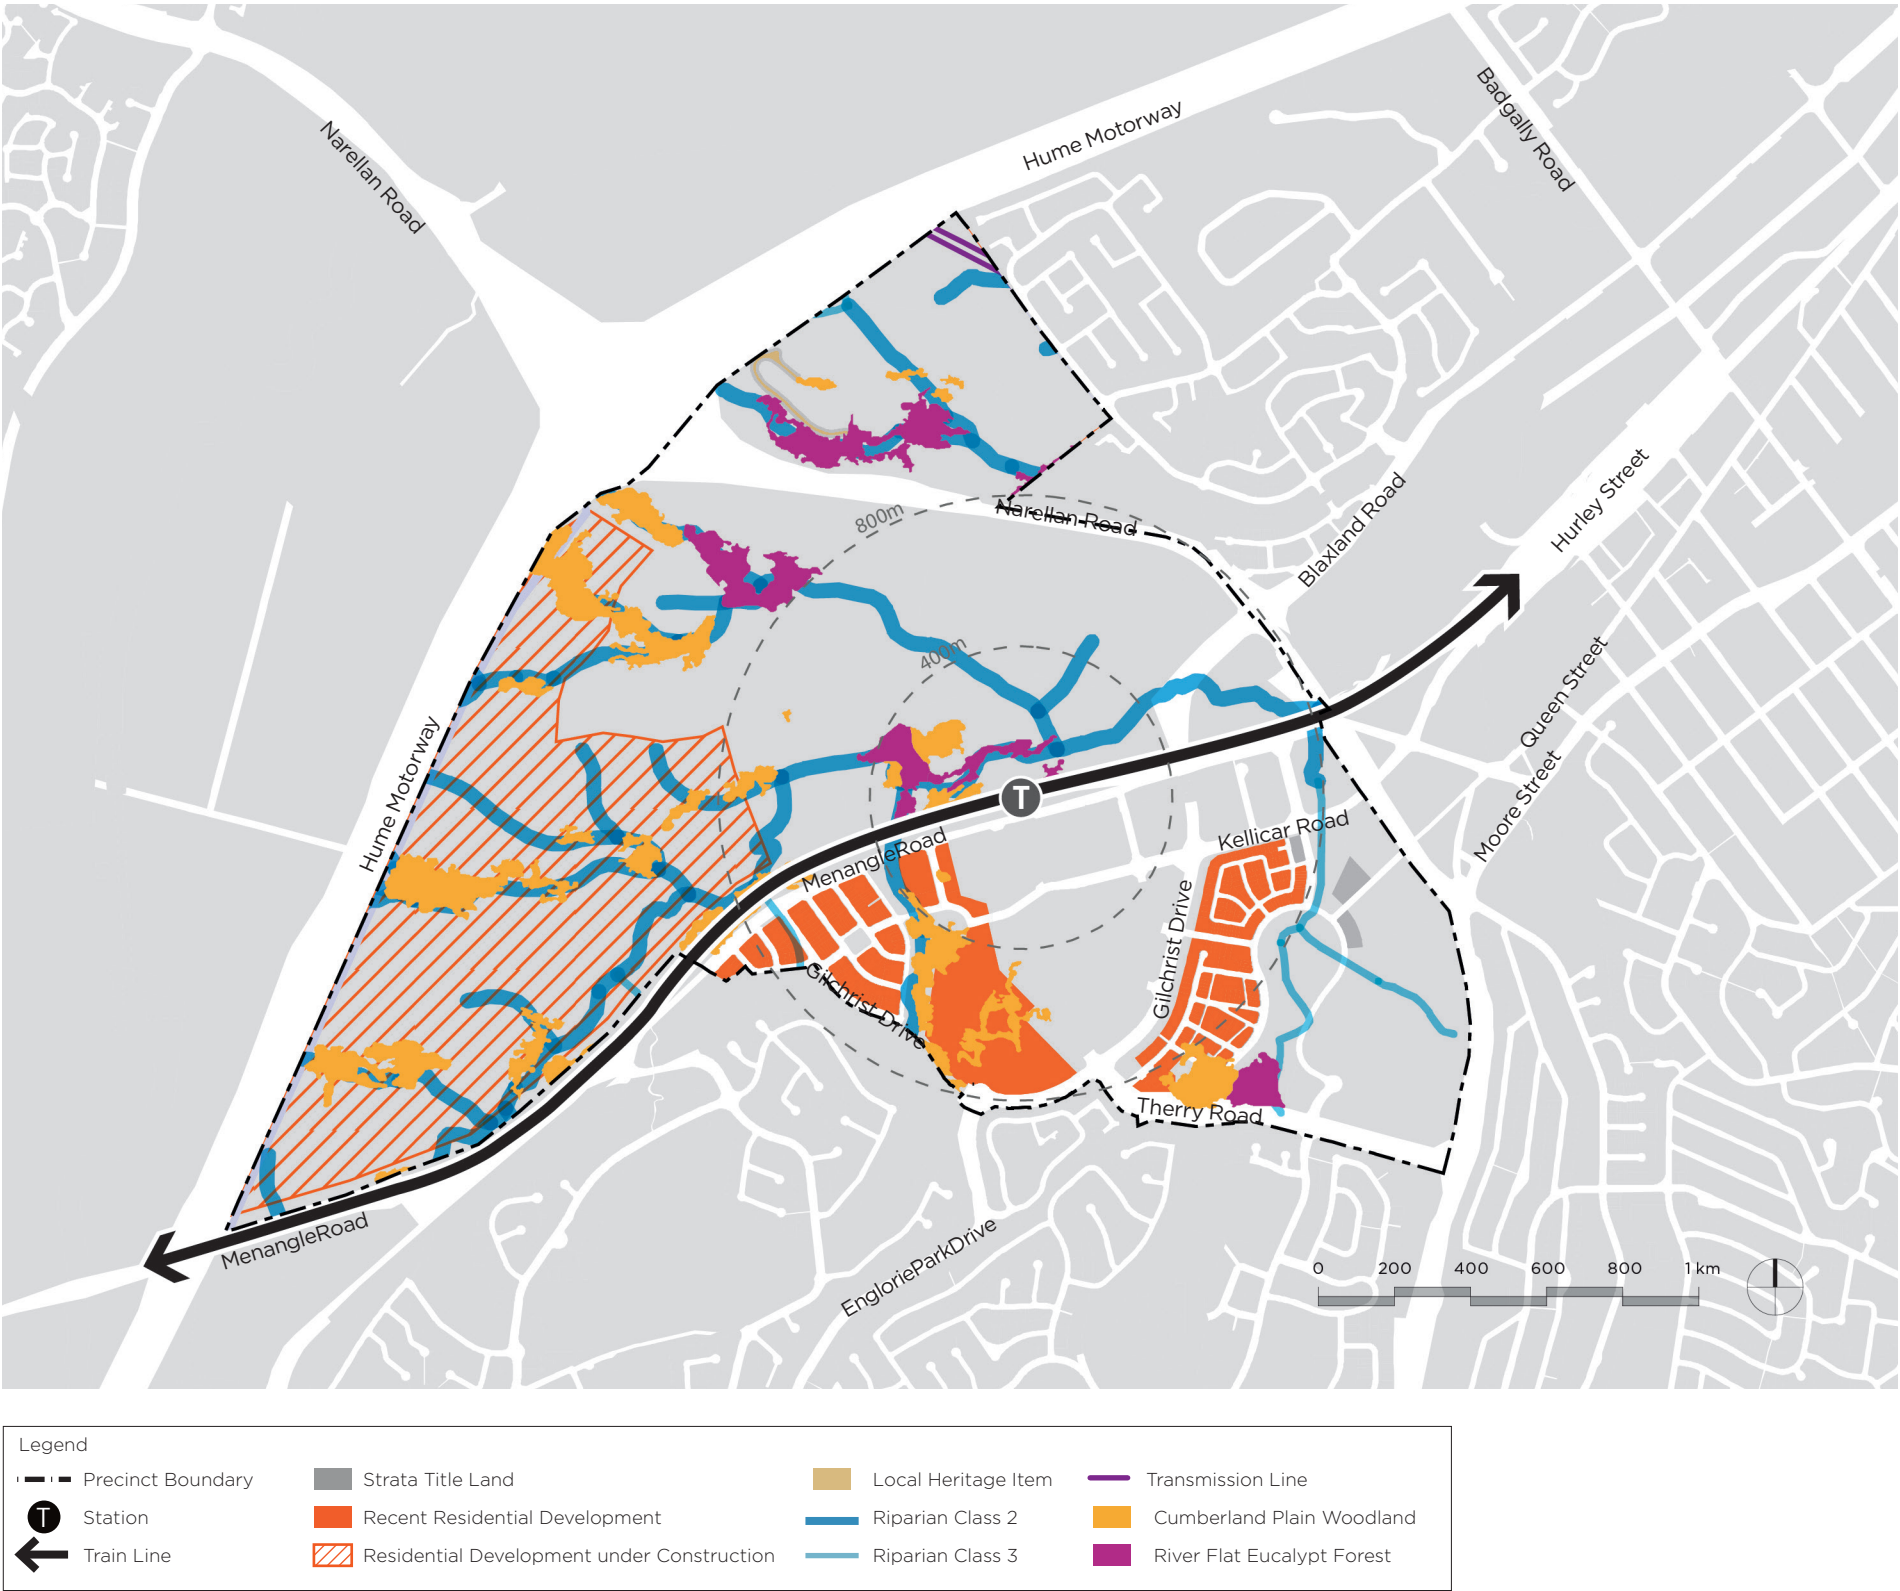 Hume Motorway
Badgally Road
Narellan Road
800m
Narellan Road
Blaxland Road
Hurley Street
400m
Queen Street
Hume Motorway
T
Moore Street
Kellicar Road
MenangleRoad
Gilchrist Drive
Gilchrist Drive
Therry Road
MenangleRoad
EnglorieParkDrive
0 200 400 600 800 1 km
Legend
Precinct Boundary
Strata Title Land
Local Heritage Item
Transmission Line
T
Station
Recent Residential Development
Riparian Class 2
Cumberland Plain Woodland
Train Line
Residential Development under Construction
Riparian Class 3
River Flat Eucalypt Forest